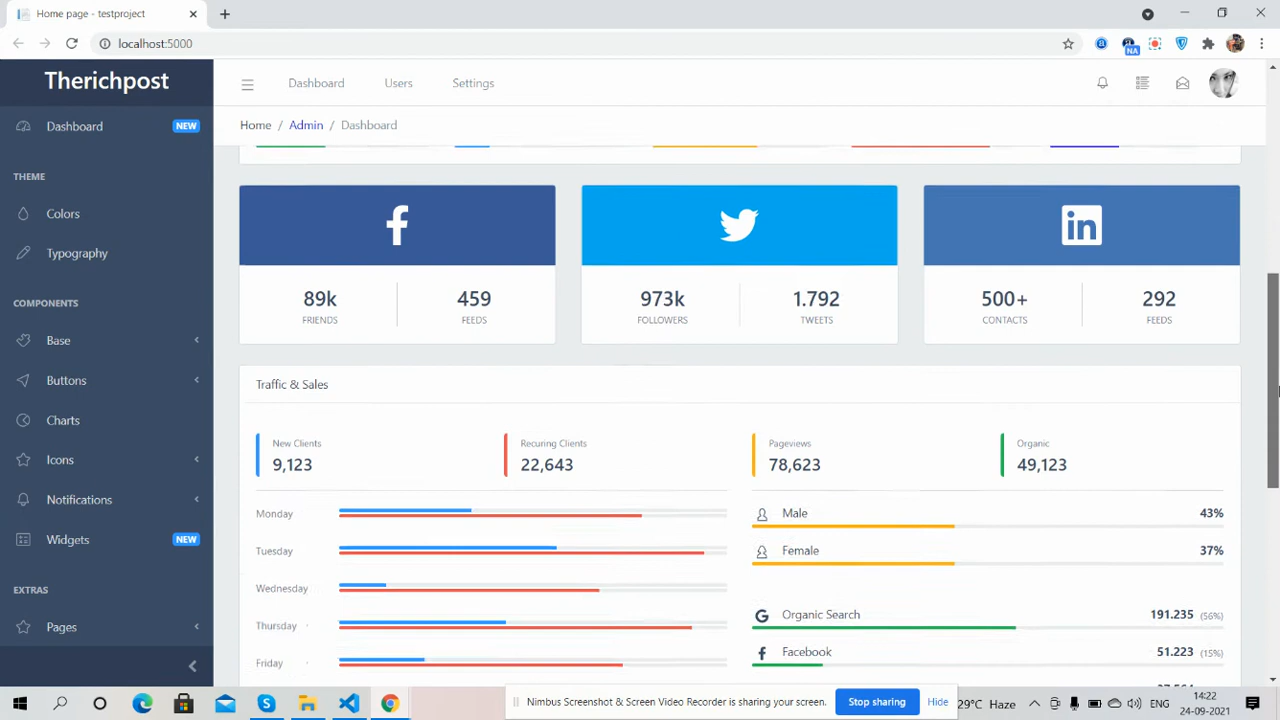 Home page - testproject
localhost:5000
NA
Therichpost
Dashboard Users Settings
Home / Admin / Dashboard
Dashboard NEW
THEME
Colors
Typography
COMPONENTS
Base
Buttons
Charts
Icons
Notifications
Widgets NEW
EXTRAS
Pages
89k
FRIENDS
459
FEEDS
973k
FOLLOWERS
1.792
TWEETS
500+
CONTACTS
292
FEEDS
Traffic & Sales
New Clients
9,123
Recuring Clients
22,643
Pageviews
78,623
Organic
49,123
Monday
Tuesday
Wednesday
Thursday
Friday
Male 43%
Female 37%
Organic Search 191.235 (56%)
Facebook 51.223 (15%)
Nimbus Screenshot & Screen Video Recorder is sharing your screen. Stop sharing Hide
29°C Haze
ENG
14:22
24-09-2021